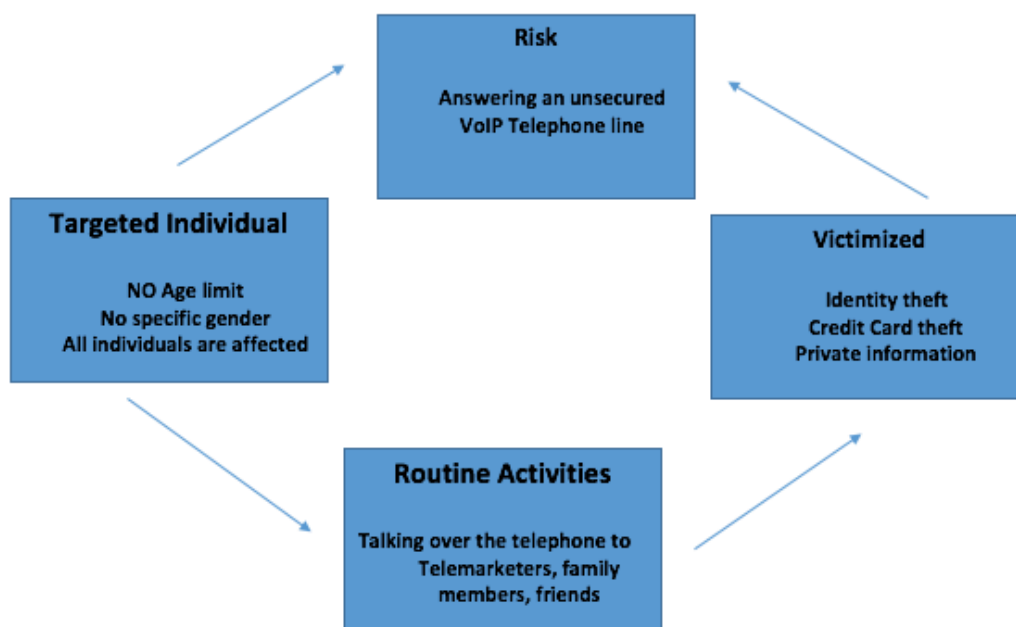 Risk
Answering an unsecured
VoIP Telephone line
Targeted Individual
NO Age limit
No specific gender
All individuals are affected
Victimized
Identity theft
Credit Card theft
Private information
Routine Activities
Talking over the telephone to
Telemarketers, family
members, friends